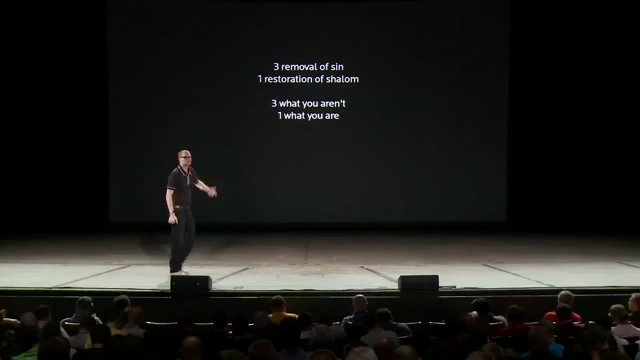 3 removal of sin
1 restoration of shalom
3 what you aren't
1 what you are